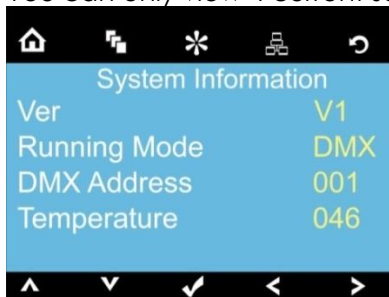 System Information
Ver V1
Running Mode DMX
DMX Address 001
Temperature 046